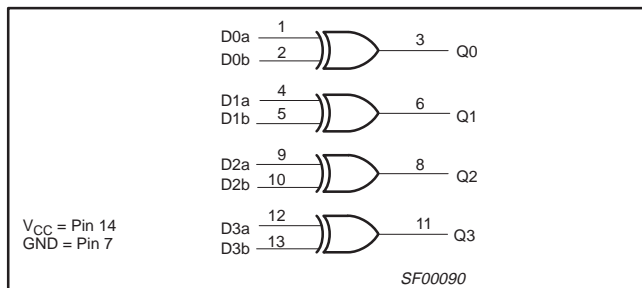 D0a 1
D0b 2
3 Q0
D1a 4
D1b 5
6 Q1
D2a 9
D2b 10
8 Q2
D3a 12
D3b 13
11 Q3
VCC = Pin 14
GND = Pin 7
SF00090